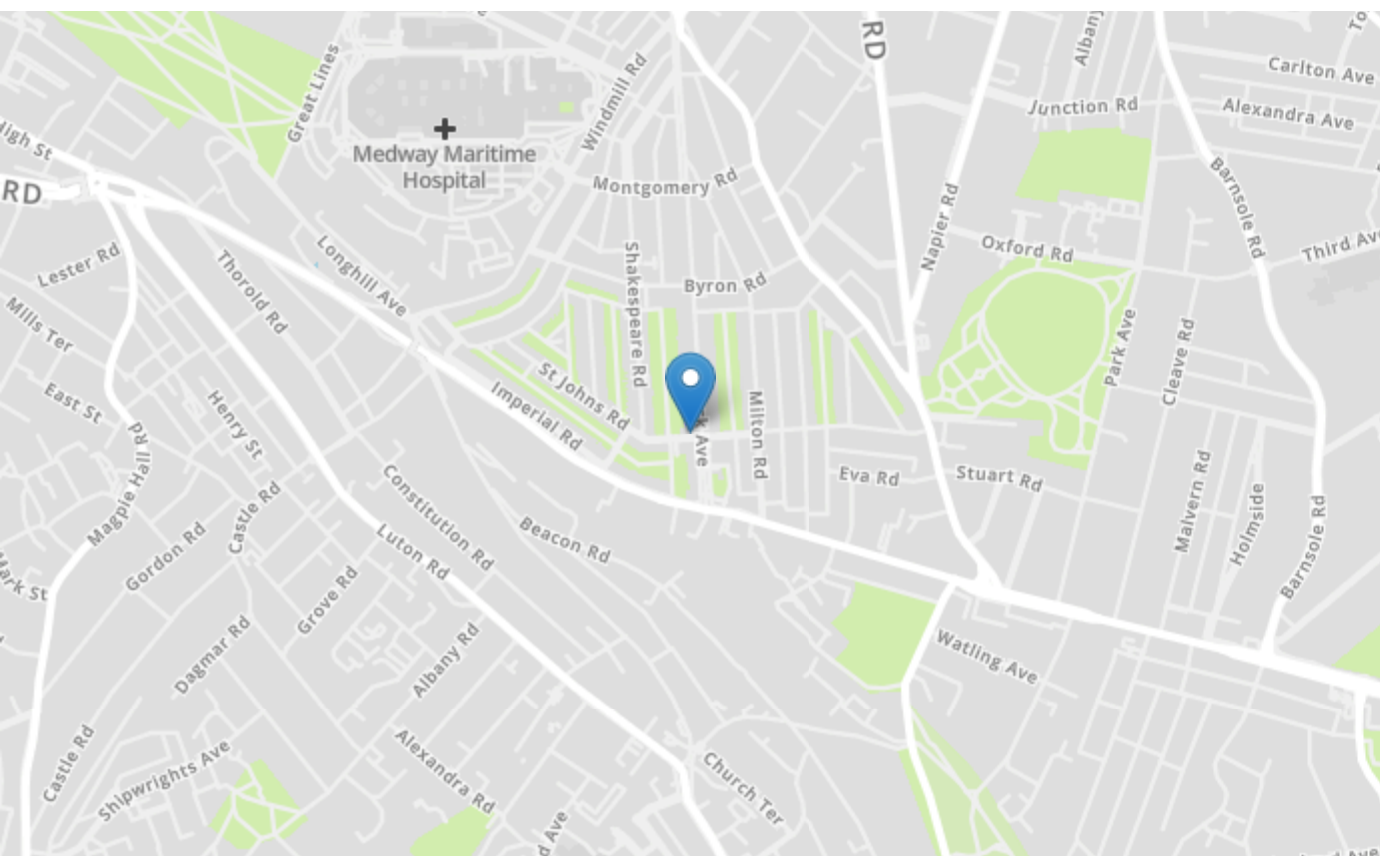 RD
Albany
To
Carlton Ave
Great Lines
Windmill Rd
Junction Rd
Alexandra Ave
High St
Medway Maritime
Hospital
Montgomery Rd
Barnsole Rd
RD
Napier Rd
Oxford Rd
Third Av
Lester Rd
Longhill Ave
Thorold Rd
Shakespeare Rd
Byron Rd
Mills Ter
Park Ave
Cleave Rd
East St
St Johns Rd
Imperial Rd
Henry St
k Ave
Milton Rd
Magpie Hall Rd
Castle Rd
Constitution Rd
Eva Rd
Stuart Rd
Malvern Rd
Holmside
Barnsole Rd
Gordon Rd
Luton Rd
Beacon Rd
Mark St
Grove Rd
Dagmar Rd
Albany Rd
Watling Ave
Castle Rd
Shipwrights Ave
Alexandra Rd
Church Ter
d Ave